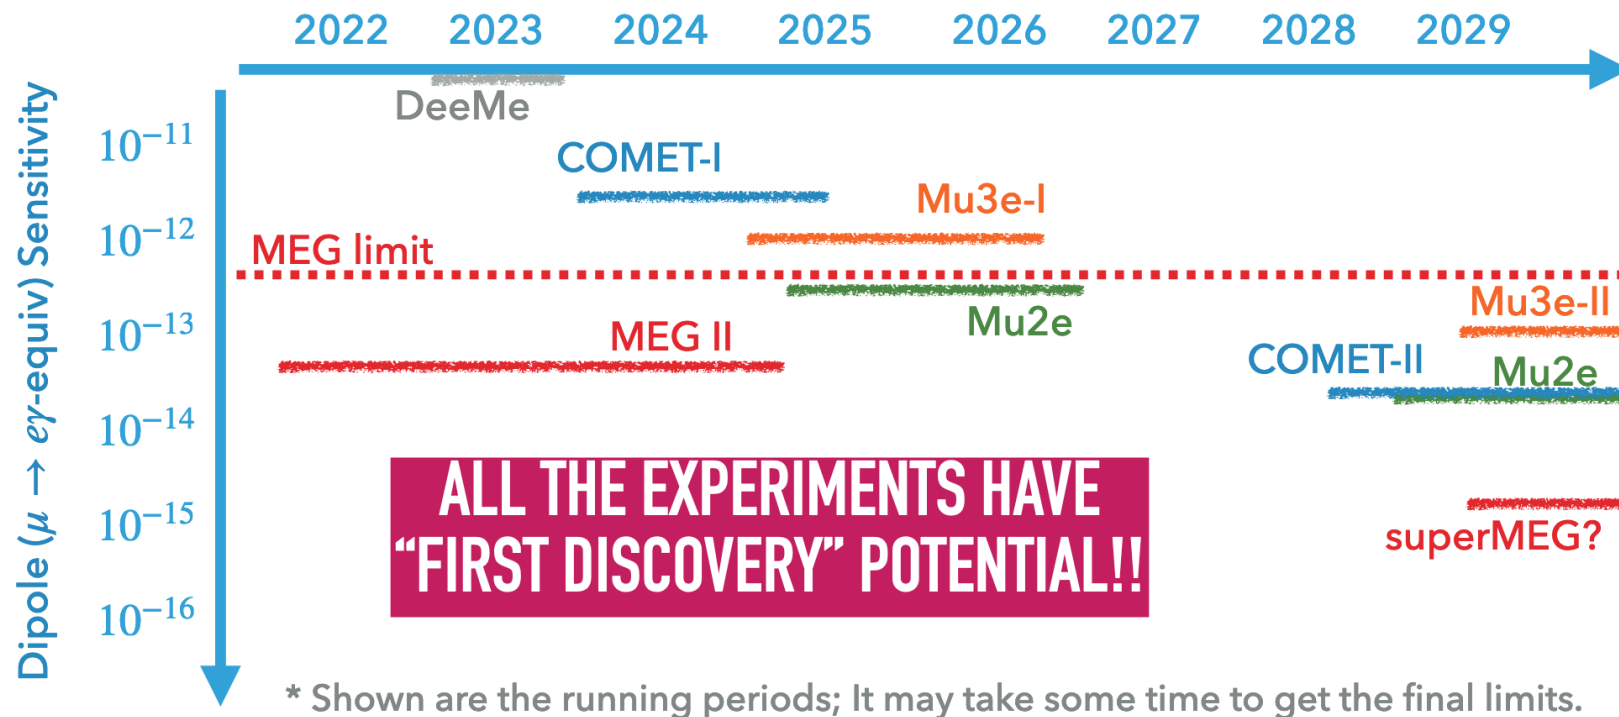 2022 2023 2024 2025 2026 2027 2028 2029
DeeMe
10⁻¹¹
COMET-I
Mu3e-I
10⁻¹²
MEG limit
Mu3e-II
Mu2e
10⁻¹³
MEG II
COMET-II
Mu2e
10⁻¹⁴
ALL THE EXPERIMENTS HAVE
“FIRST DISCOVERY” POTENTIAL!!
10⁻¹⁵
superMEG?
10⁻¹⁶
Dipole (μ → eγ-equiv) Sensitivity
* Shown are the running periods; It may take some time to get the final limits.